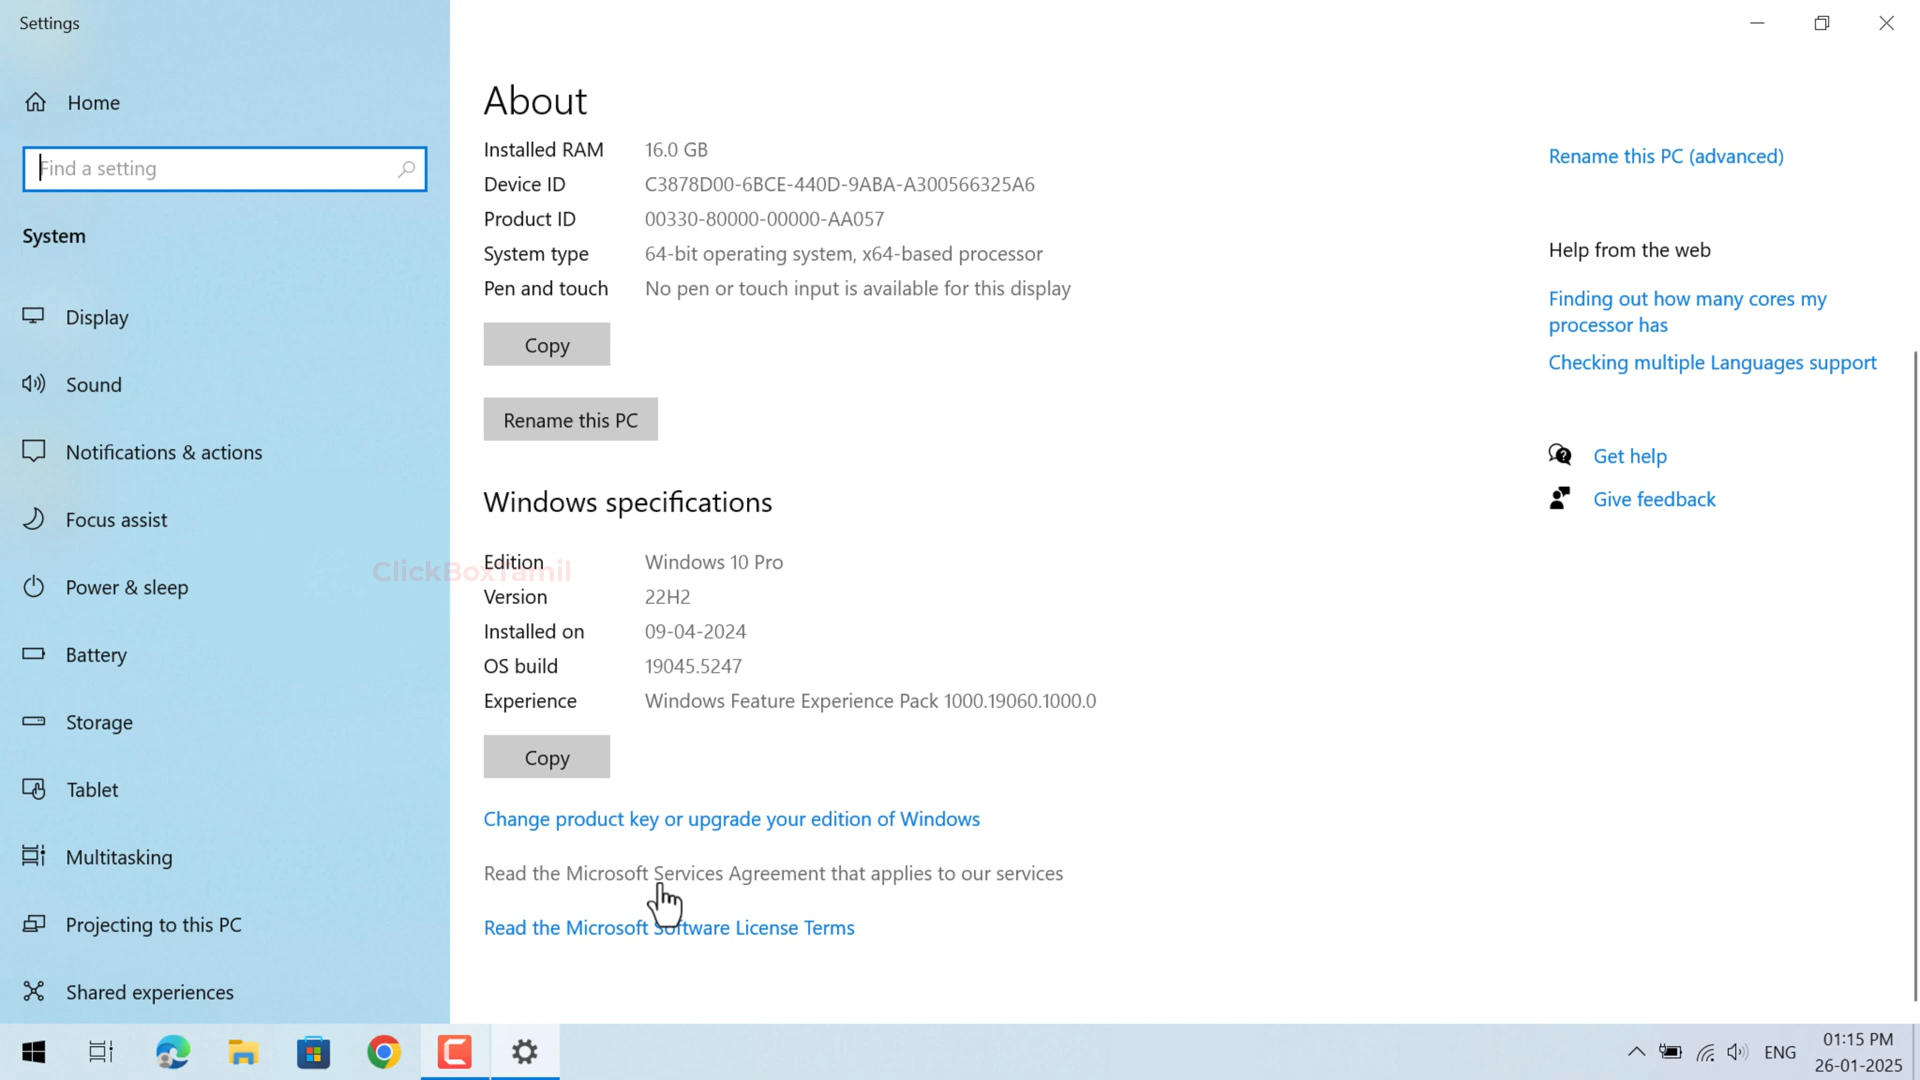 Settings
Home
Find a setting
System
Display
Sound
Notifications & actions
Focus assist
Power & sleep
Battery
Storage
Tablet
Multitasking
Projecting to this PC
Shared experiences
About
Installed RAM 16.0 GB
Device ID C3878D00-6BCE-440D-9ABA-A300566325A6
Product ID 00330-80000-00000-AA057
System type 64-bit operating system, x64-based processor
Pen and touch No pen or touch input is available for this display
Copy
Rename this PC
Windows specifications
Edition Windows 10 Pro
ClickBoxTamil
Version 22H2
Installed on 09-04-2024
OS build 19045.5247
Experience Windows Feature Experience Pack 1000.19060.1000.0
Copy
Change product key or upgrade your edition of Windows
Read the Microsoft Services Agreement that applies to our services
Read the Microsoft Software License Terms
Rename this PC (advanced)
Help from the web
Finding out how many cores my
processor has
Checking multiple Languages support
Get help
Give feedback
ENG
01:15 PM
26-01-2025